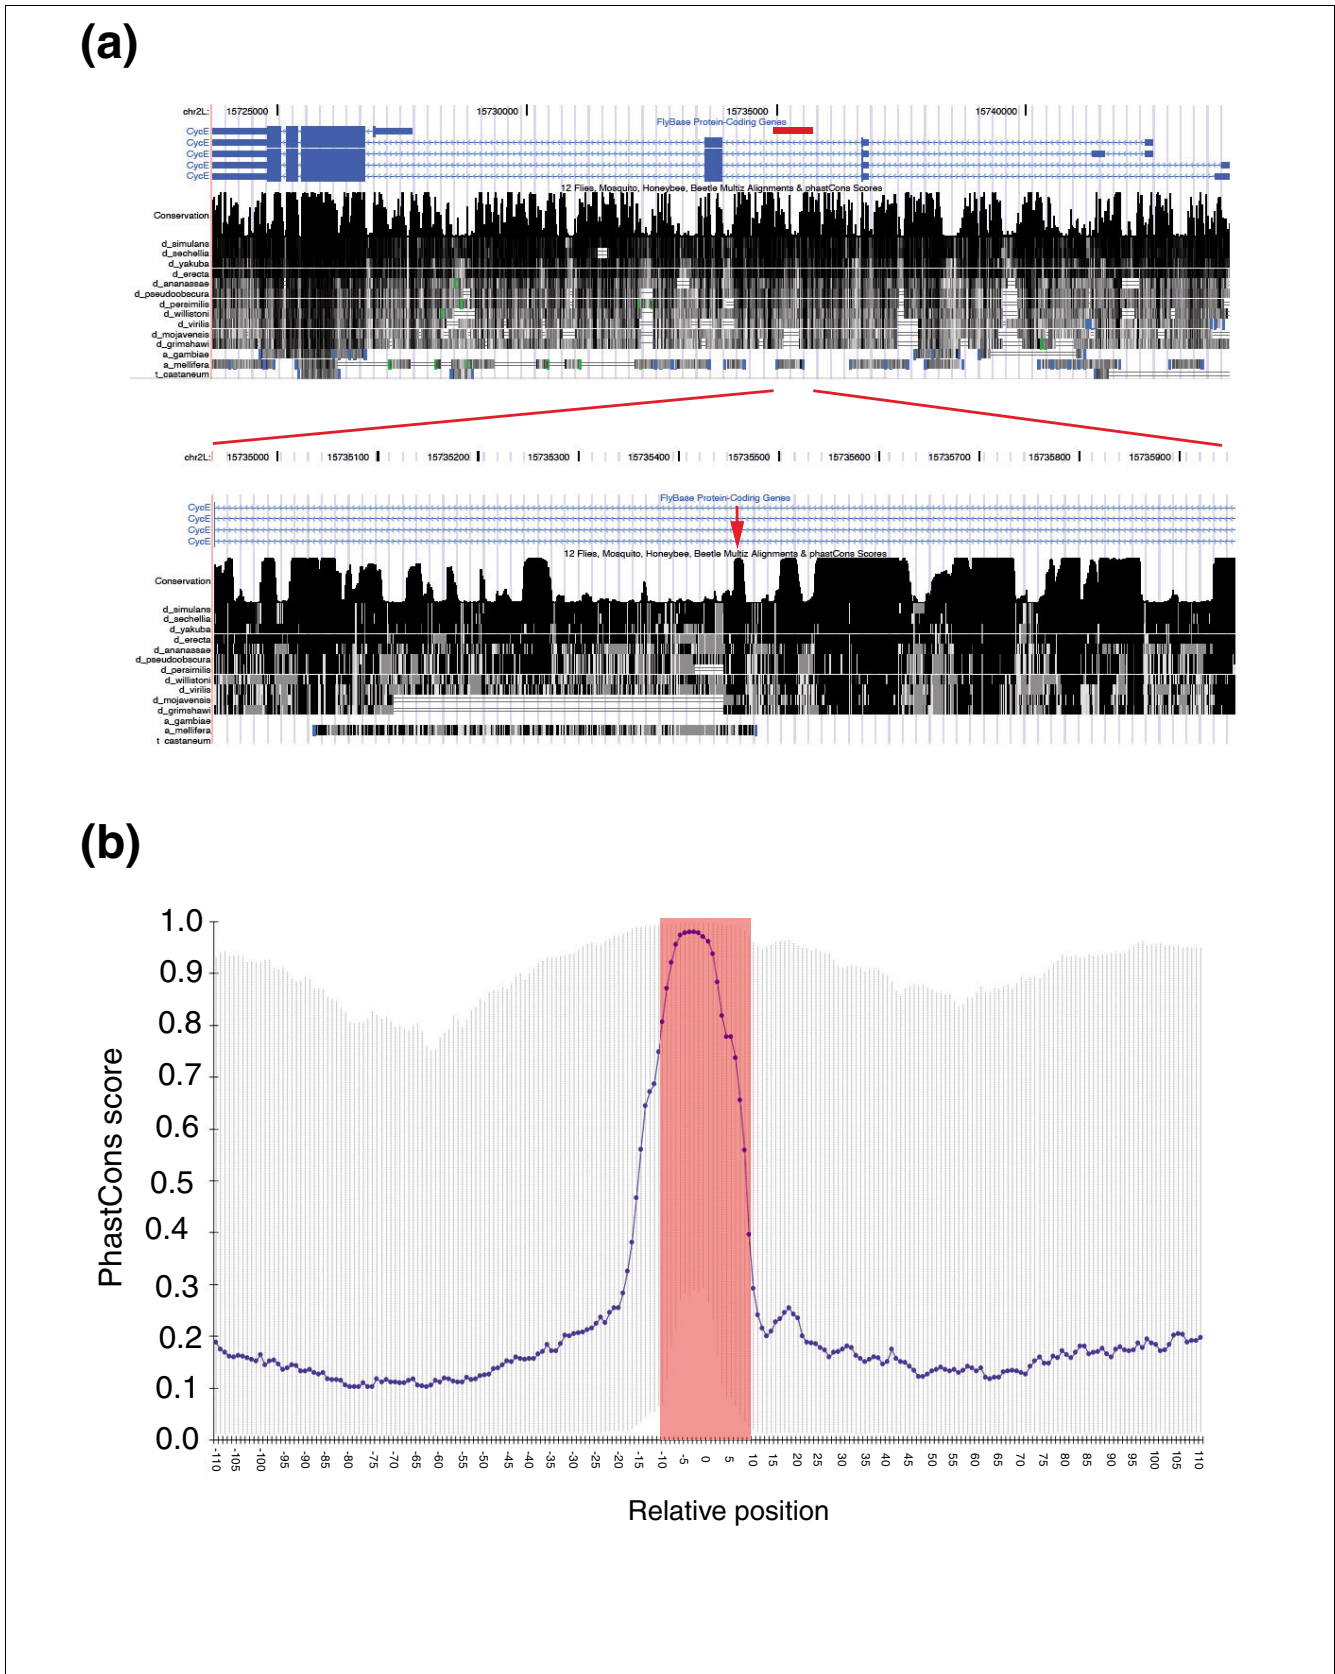 (a)
chr2L: 15725000 15730000 15735000 15740000
FlyBase Protein-Coding Genes
CycE
CycE
CycE
CycE
CycE
12 Flies, Mosquito, Honeybee, Beetle Multiz Alignments & phastCons Scores
Conservation
d_simulans
d_sechellia
d_yakuba
d_erecta
d_ananassae
d_pseudoobscura
d_persimilis
d_willistoni
d_virilis
d_mojavensis
d_grimshawi
a_gambiae
a_mellifera
t_castaneum
chr2L: 15735000 15735100 15735200 15735300 15735400 15735500 15735600 15735700 15735800 15735900
FlyBase Protein-Coding Genes
CycE
CycE
CycE
CycE
12 Flies, Mosquito, Honeybee, Beetle Multiz Alignments & phastCons Scores
Conservation
d_simulans
d_sechellia
d_yakuba
d_erecta
d_ananassae
d_pseudoobscura
d_persimilis
d_willistoni
d_virilis
d_mojavensis
d_grimshawi
a_gambiae
a_mellifera
t_castaneum
(b)
PhastCons score
1.0
0.9
0.8
0.7
0.6
0.5
0.4
0.3
0.2
0.1
0.0
-110 -105 -100 -95 -90 -85 -80 -75 -70 -65 -60 -55 -50 -45 -40 -35 -30 -25 -20 -15 -10 -5 0 5 10 15 20 25 30 35 40 45 50 55 60 65 70 75 80 85 90 95 100 105 110
Relative position